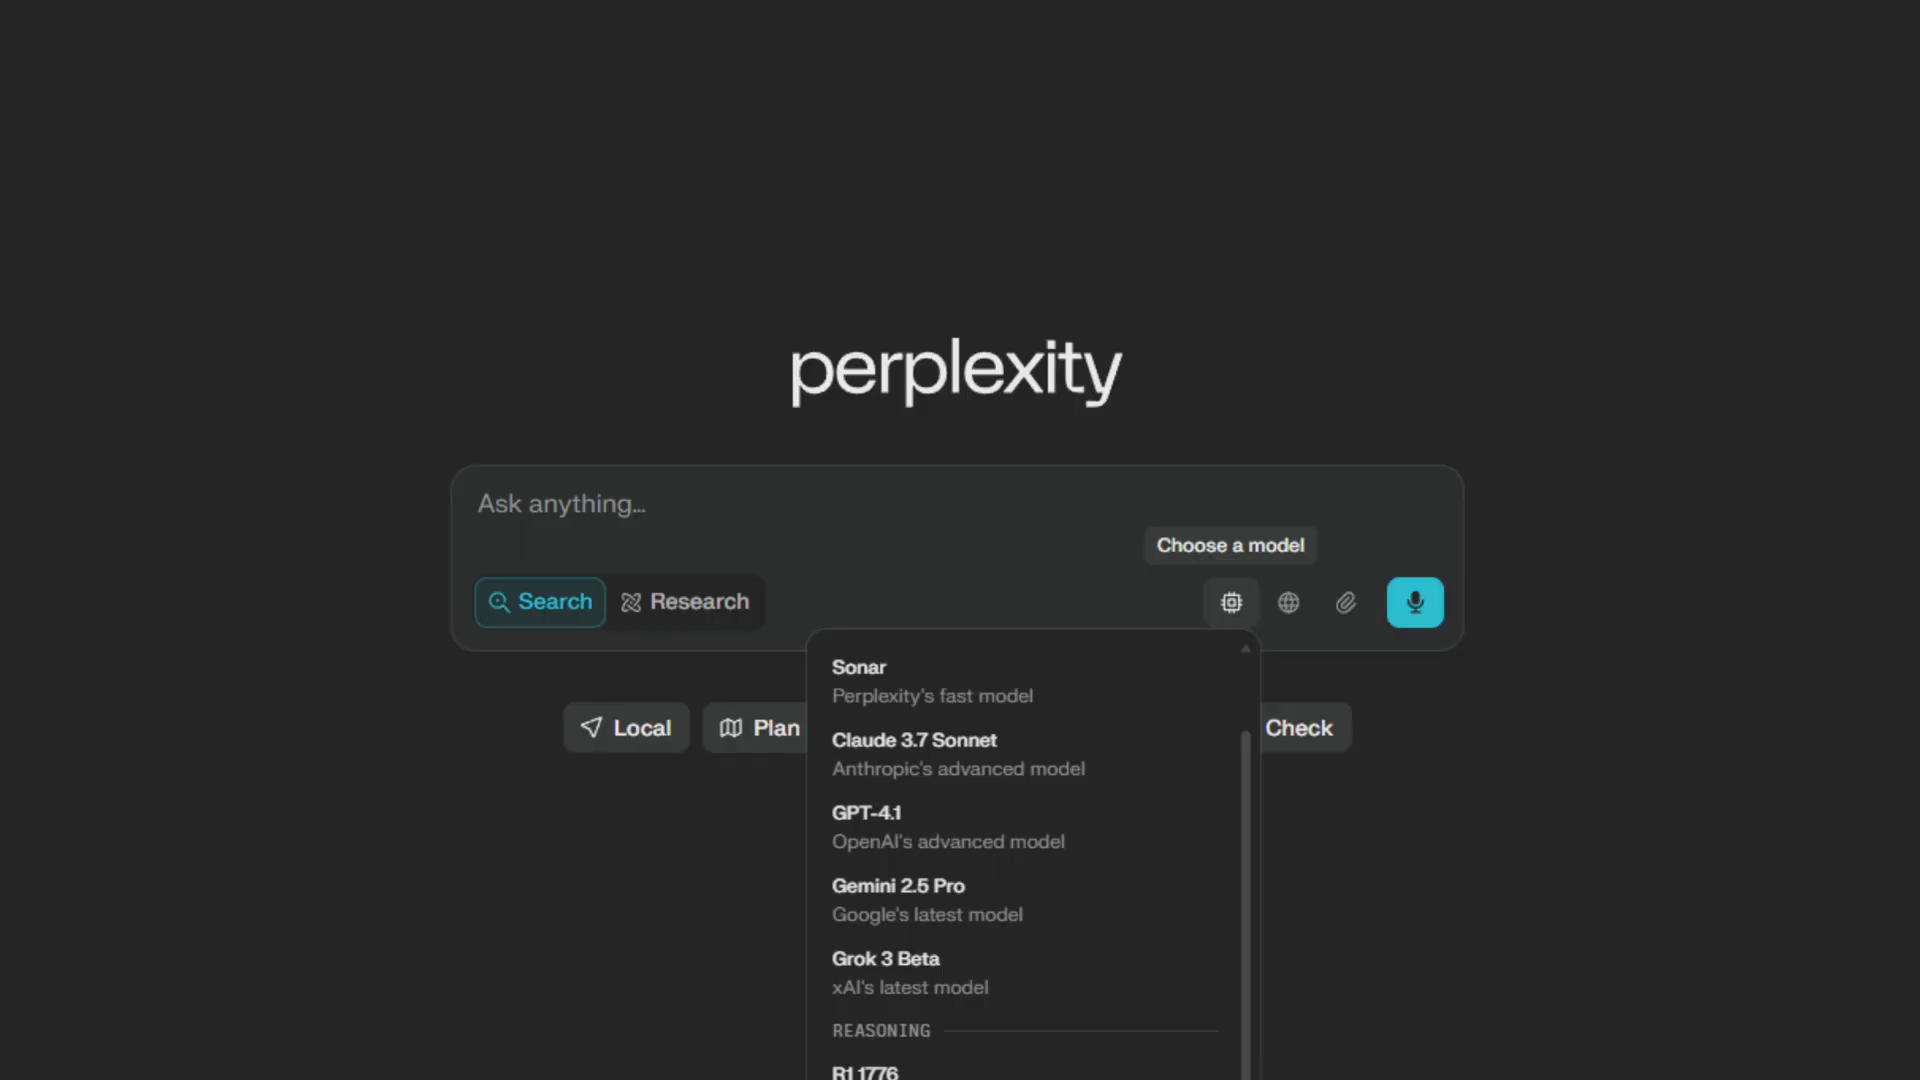 perplexity
Ask anything...
Choose a model
Search
Research
Sonar
Perplexity's fast model
Local
Plan
Check
Claude 3.7 Sonnet
Anthropic's advanced model
GPT-4.1
OpenAI's advanced model
Gemini 2.5 Pro
Google's latest model
Grok 3 Beta
xAI's latest model
REASONING
R1 1776